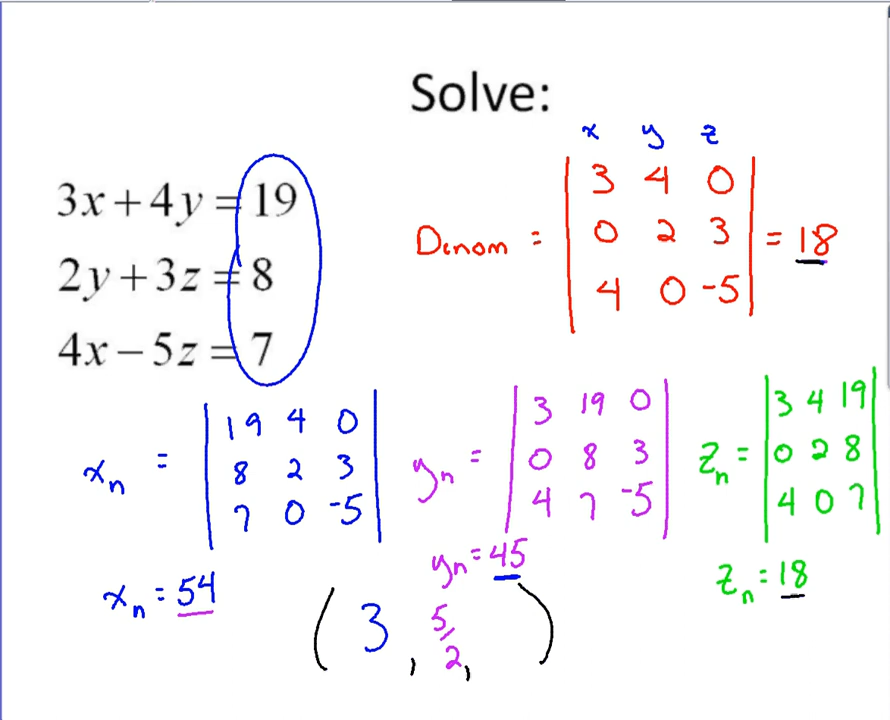 Solve:
x y z
3x + 4y = 19
2y + 3z = 8
4x − 5z = 7
Denom = | 3 4 0 |
| 0 2 3 | = 18
| 4 0 -5 |
xn = | 19 4 0 |
| 8 2 3 |
| 7 0 -5 |
xn = 54
yn = | 3 19 0 |
| 0 8 3 |
| 4 7 -5 |
yn = 45
zn = | 3 4 19 |
| 0 2 8 |
| 4 0 7 |
zn = 18
( 3 , 5/2, )